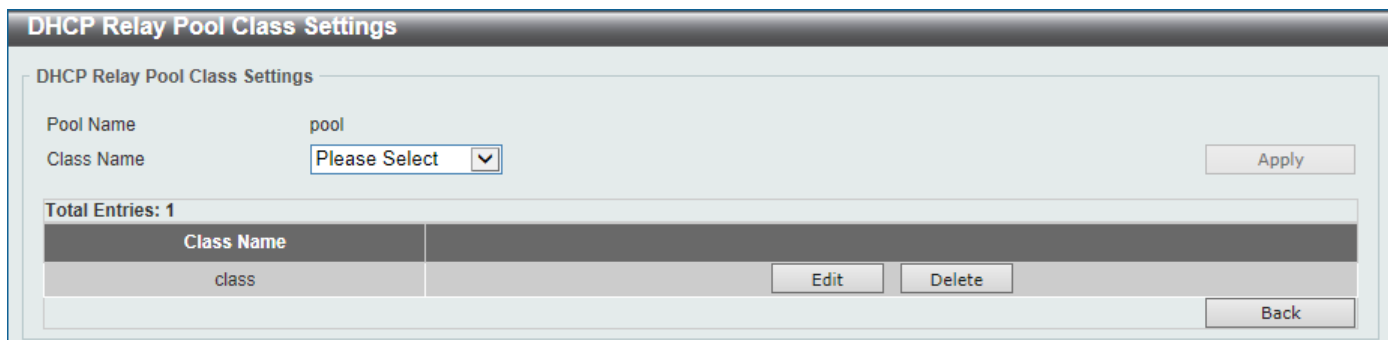 DHCP Relay Pool Class Settings
DHCP Relay Pool Class Settings
Pool Name pool
Class Name Please Select Apply
Total Entries: 1
Class Name
class Edit Delete
Back